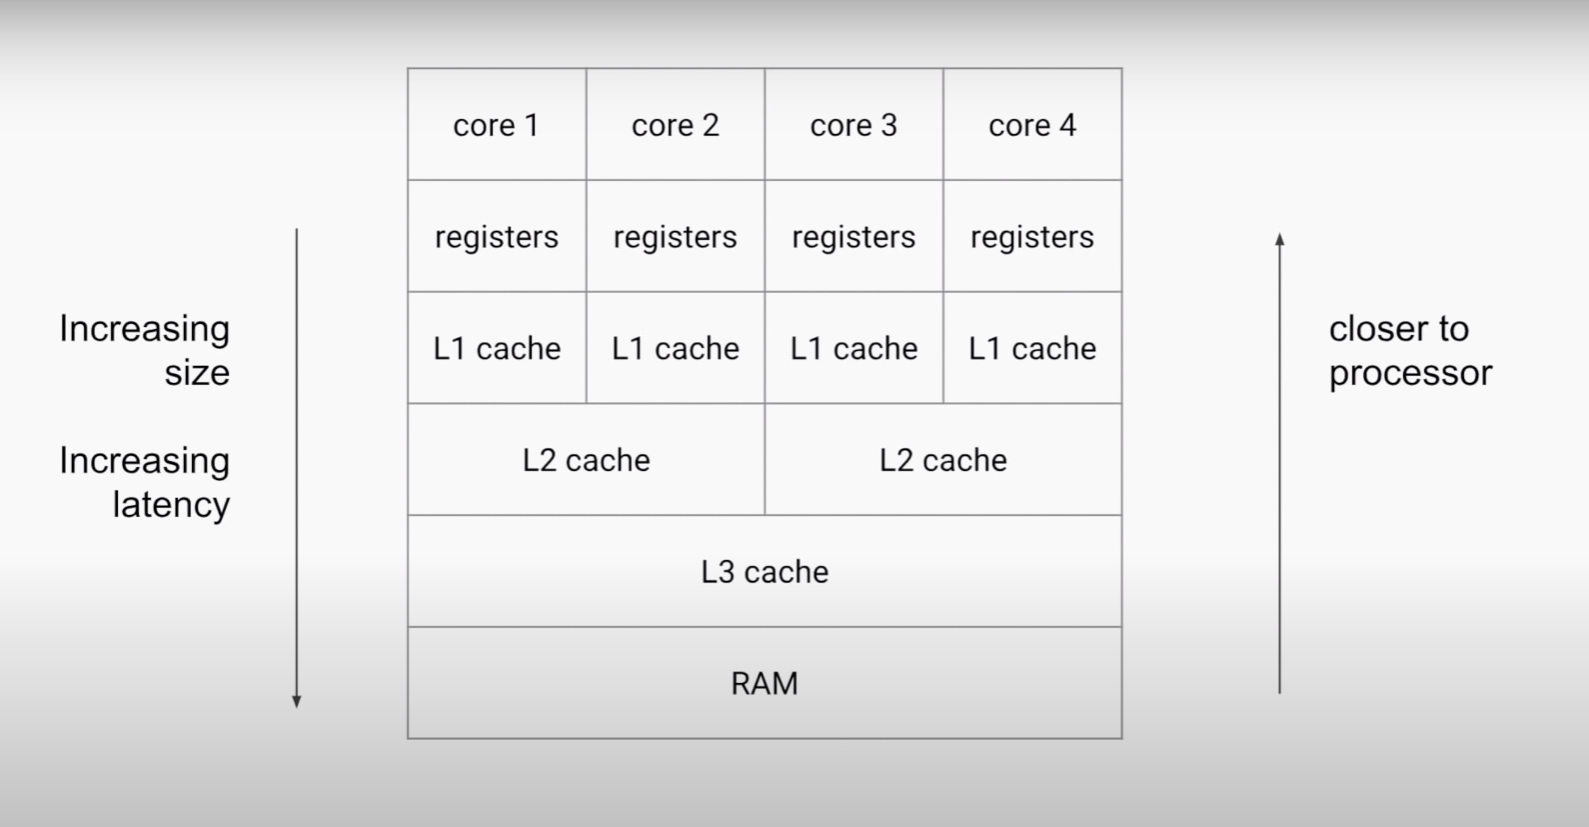 core 1 core 2 core 3 core 4
registers registers registers registers
L1 cache L1 cache L1 cache L1 cache
L2 cache L2 cache
L3 cache
RAM
Increasing
size
Increasing
latency
closer to
processor